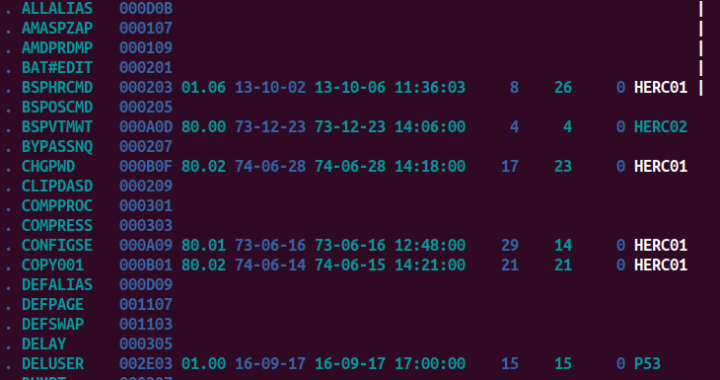 . ALLALIAS 000D0B |
. AMASPZAP 000107 |
. AMDPRDMP 000109 |
. BAT#EDIT 000201 |
. BSPHRCMD 000203 01.06 13-10-02 13-10-06 11:36:03 8 26 0 HERC01 |
. BSPOSCMD 000205
. BSPVTMWT 000A0D 80.00 73-12-23 73-12-23 14:06:00 4 4 0 HERC02
. BYPASSNQ 000207
. CHGPWD 000B0F 80.02 74-06-28 74-06-28 14:18:00 17 23 0 HERC01
. CLIPDASD 000209
. COMPPROC 000301
. COMPRESS 000303
. CONFIGSE 000A09 80.01 73-06-16 73-06-16 12:48:00 29 14 0 HERC01
. COPY001 000B01 80.02 74-06-14 74-06-15 14:21:00 21 21 0 HERC01
. DEFALIAS 000D09
. DEFPAGE 001107
. DEFSWAP 001103
. DELAY 000305
. DELUSER 002E03 01.00 16-09-17 16-09-17 17:00:00 15 15 0 P53